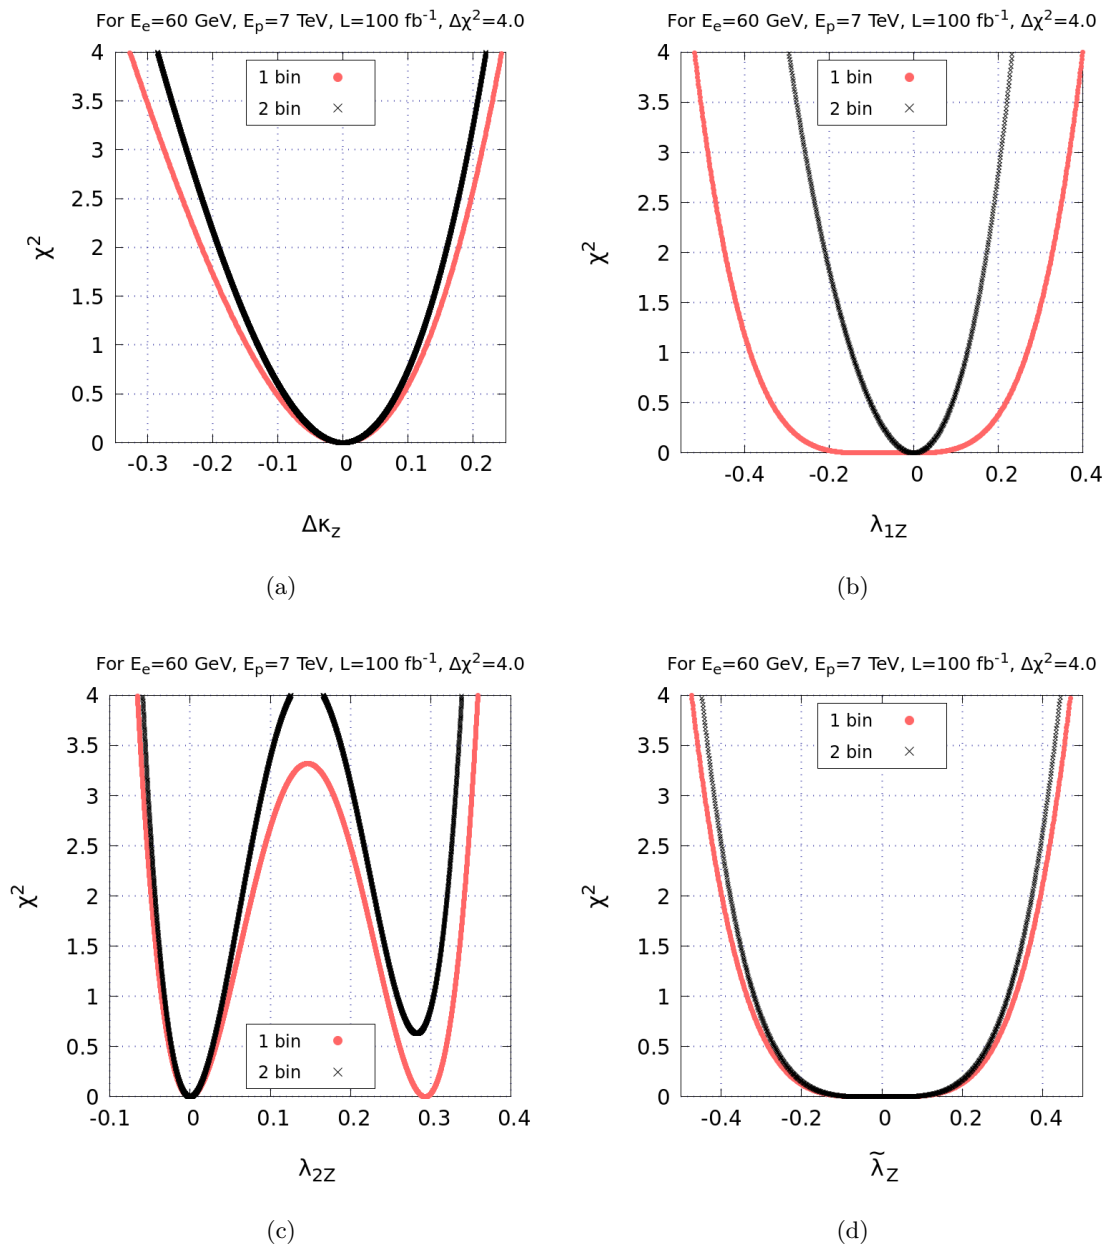 For E_e=60 GeV, E_p=7 TeV, L=100 fb^-1, Δχ^2=4.0
4
3.5
3
2.5
2
1.5
1
0.5
0
χ^2
1 bin
2 bin
-0.3 -0.2 -0.1 0 0.1 0.2
Δκ_z
(a)
For E_e=60 GeV, E_p=7 TeV, L=100 fb^-1, Δχ^2=4.0
4
3.5
3
2.5
2
1.5
1
0.5
0
χ^2
1 bin
2 bin
-0.4 -0.2 0 0.2 0.4
λ_1Z
(b)
For E_e=60 GeV, E_p=7 TeV, L=100 fb^-1, Δχ^2=4.0
4
3.5
3
2.5
2
1.5
1
0.5
0
χ^2
1 bin
2 bin
-0.1 0 0.1 0.2 0.3 0.4
λ_2Z
(c)
For E_e=60 GeV, E_p=7 TeV, L=100 fb^-1, Δχ^2=4.0
4
3.5
3
2.5
2
1.5
1
0.5
0
χ^2
1 bin
2 bin
-0.4 -0.2 0 0.2 0.4
λ̃_Z
(d)